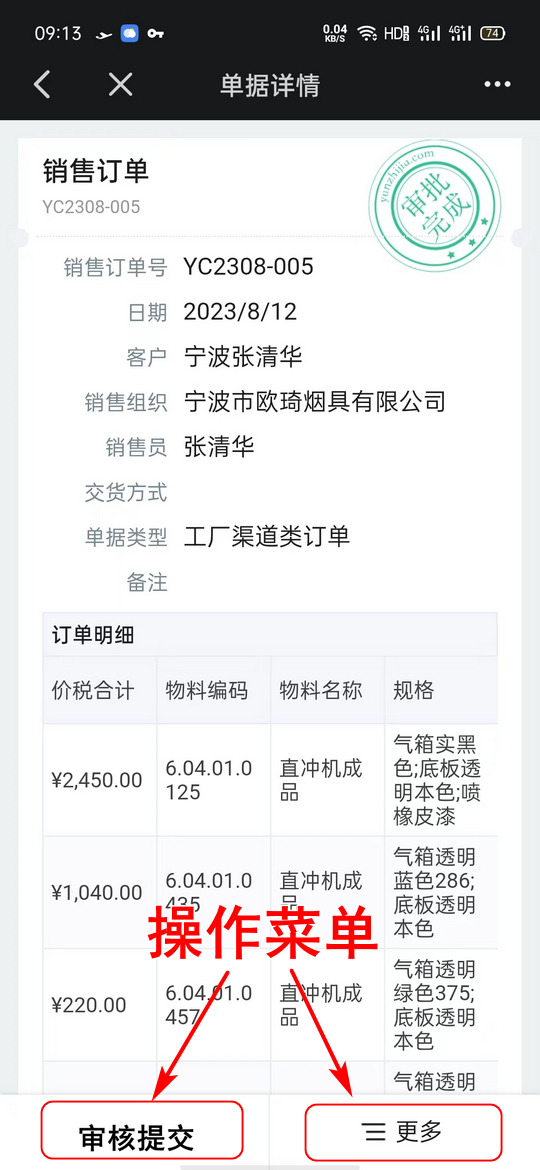 09:13 0.04 KB/S HD 4G 4G+ 74
单据详情
销售订单
YC2308-005
yunzhijia.com
审批
完成
销售订单号 YC2308-005
日期 2023/8/12
客户 宁波张清华
销售组织 宁波市欧琦烟具有限公司
销售员 张清华
交货方式
单据类型 工厂渠道类订单
备注
订单明细
价税合计 物料编码 物料名称 规格
¥2,450.00 6.04.01.0125 直冲机成品 气箱实黑色;底板透明本色;喷橡皮漆
¥1,040.00 6.04.01.0435 直冲机成品 气箱透明蓝色286;底板透明本色
¥220.00 6.04.01.0457 直冲机成品 气箱透明绿色375;底板透明本色
气箱透明
操作菜单
审核提交 更多